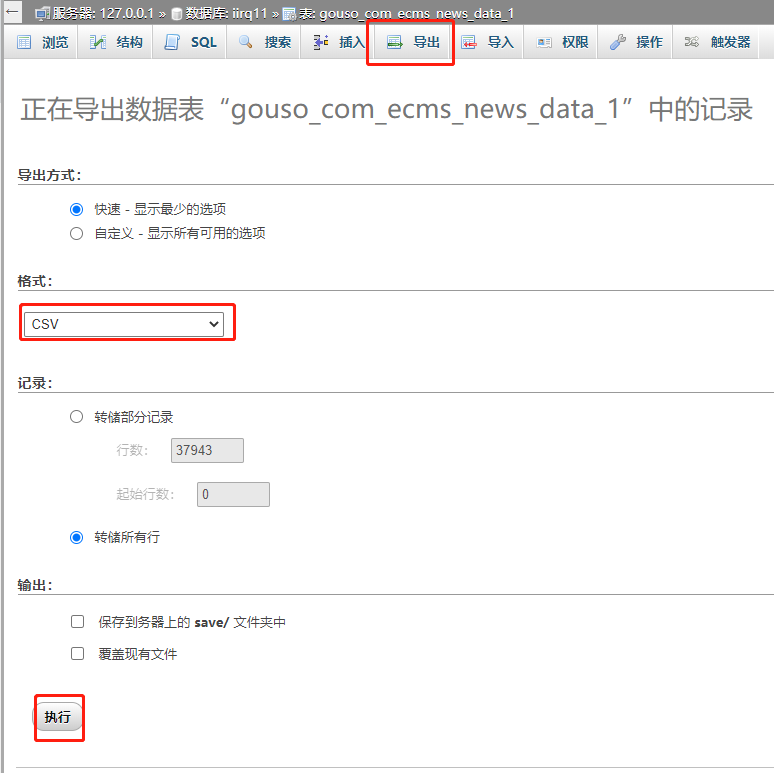 服务器: 127.0.0.1 » 数据库: iirq11 » 表: gouso_com_ecms_news_data_1
浏览 结构 SQL 搜索 插入 导出 导入 权限 操作 触发器
正在导出数据表“gouso_com_ecms_news_data_1”中的记录
导出方式：
快速 - 显示最少的选项
自定义 - 显示所有可用的选项
格式：
CSV
记录：
转储部分记录
行数： 37943
起始行数： 0
转储所有行
输出：
保存到务器上的 save/ 文件夹中
覆盖现有文件
执行